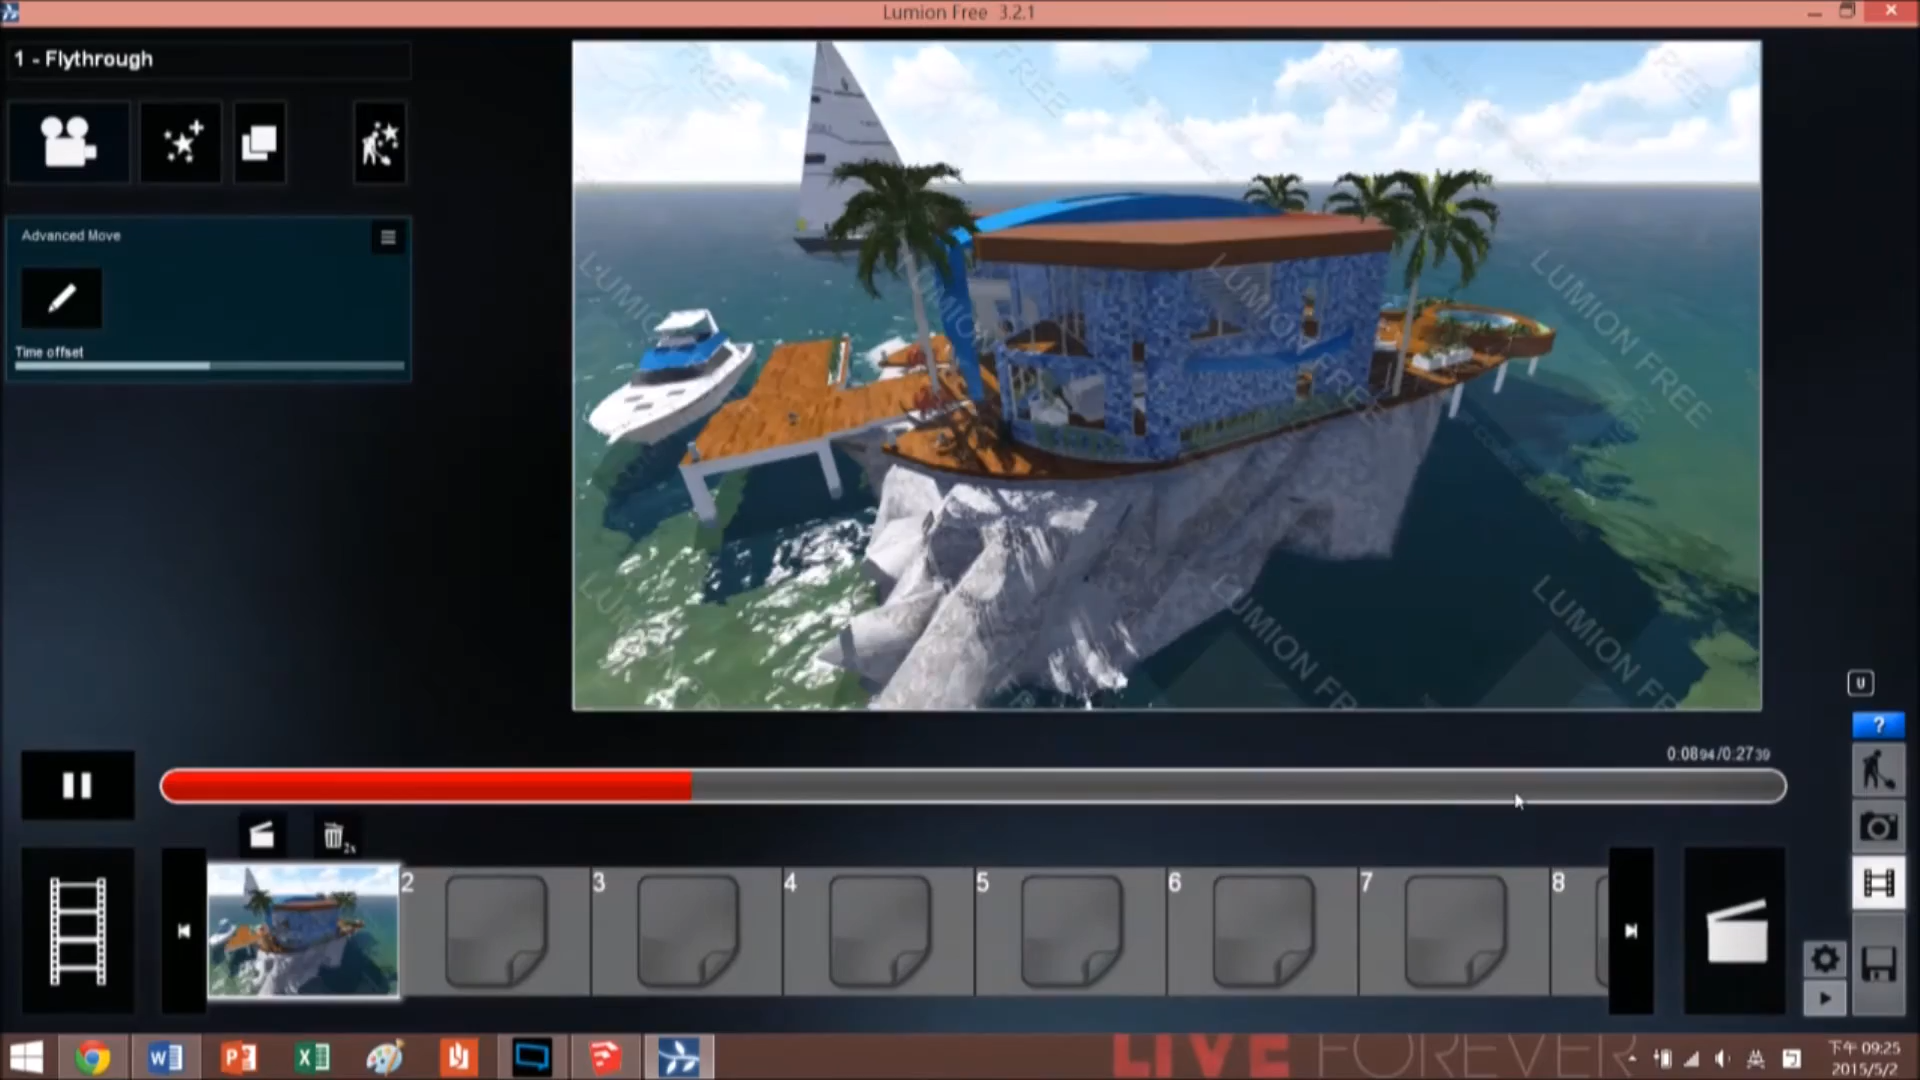 Lumion Free 3.2.1
1 - Flythrough
Advanced Move
Time offset
LUMION FREE
LUMION FREE
LUMION FREE
U
?
0:08₉₄/0:27₃₉
2x
2
3
4
5
6
7
8
LIVE FOREVER
下午 09:25
2015/5/2